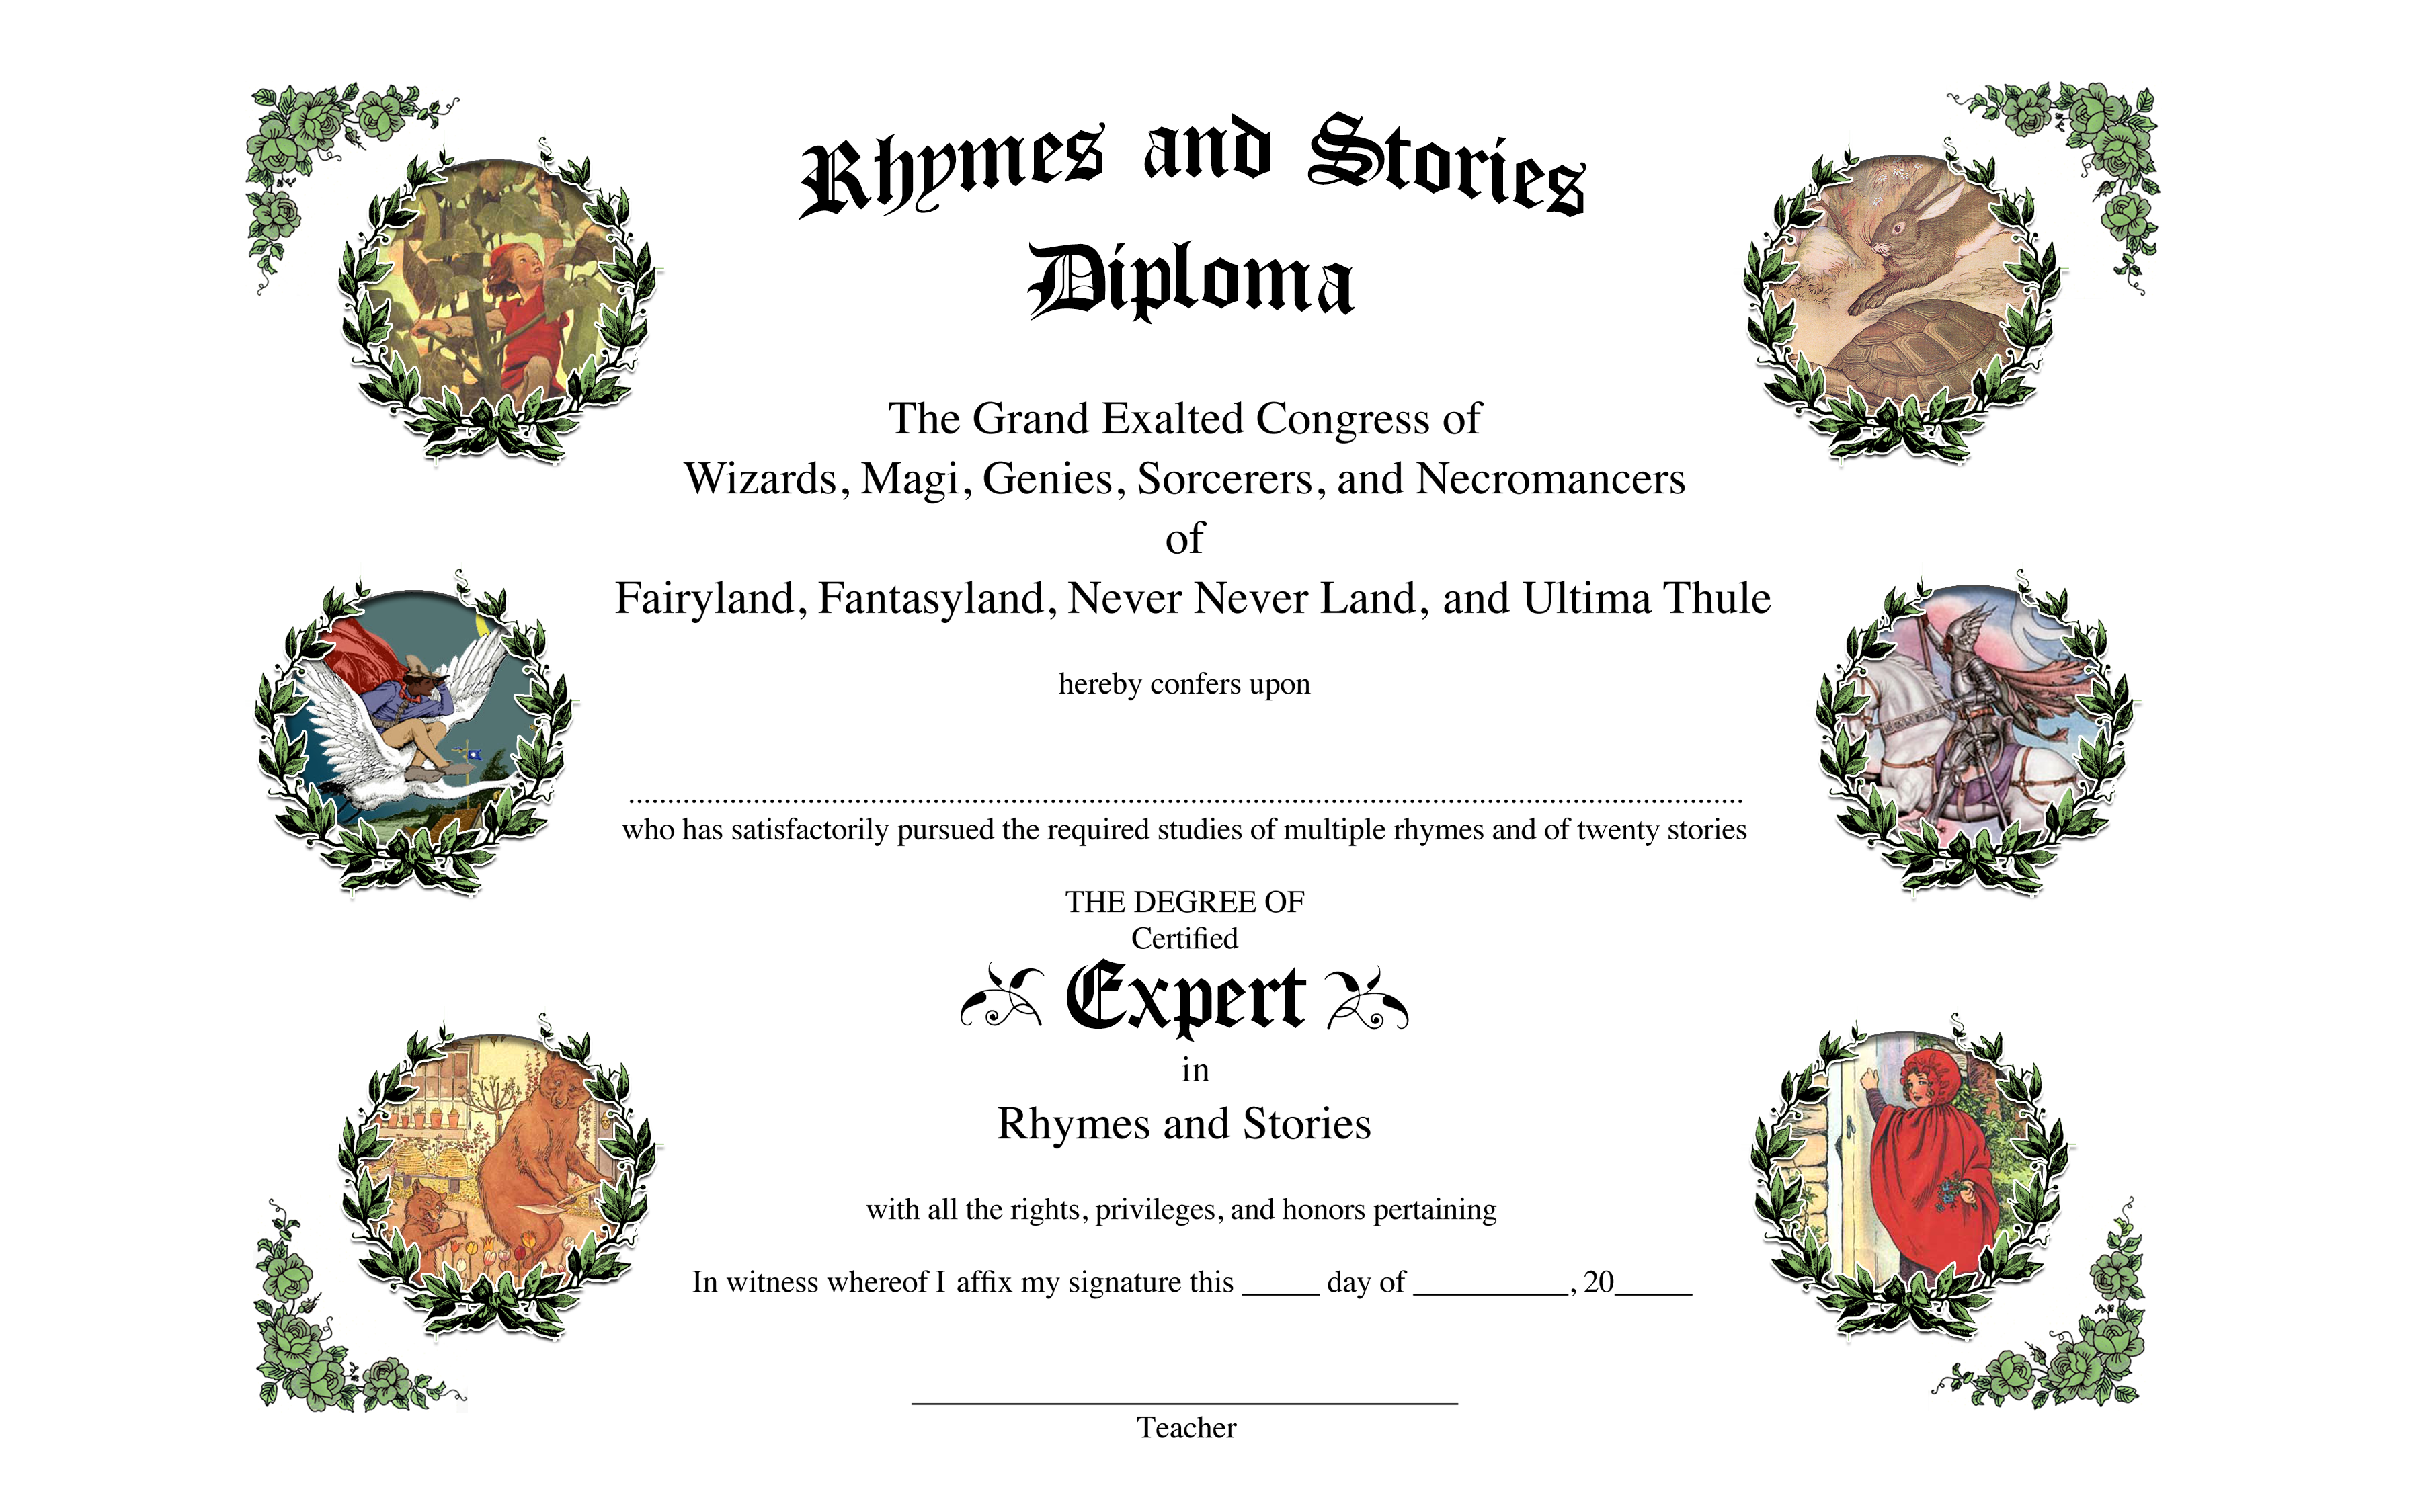 Rhymes and Stories
Diploma
The Grand Exalted Congress of
Wizards, Magi, Genies, Sorcerers, and Necromancers
of
Fairyland, Fantasyland, Never Never Land, and Ultima Thule
hereby confers upon
................................................................................
who has satisfactorily pursued the required studies of multiple rhymes and of twenty stories
THE DEGREE OF
Certified
Expert
in
Rhymes and Stories
with all the rights, privileges, and honors pertaining
In witness whereof I affix my signature this _____ day of __________, 20_____
Teacher